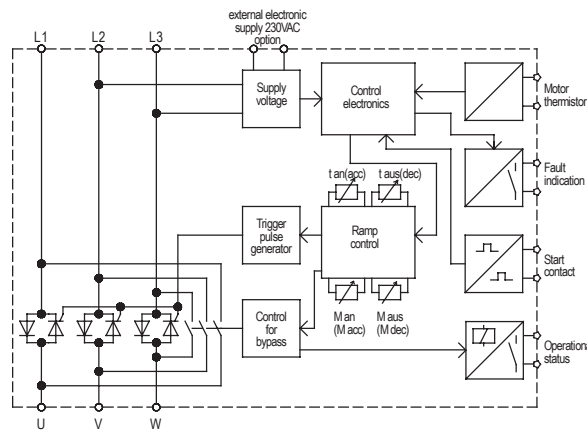 external electronic
supply 230VAC
option
L1
L2
L3
Supply
voltage
Control
electronics
Motor
thermistor
t an(acc)
t aus(dec)
Fault
indication
Trigger
pulse
generator
Ramp
control
Start
contact
M an
(M acc)
M aus
(M dec)
Control
for
bypass
Operationa
status
U
V
W